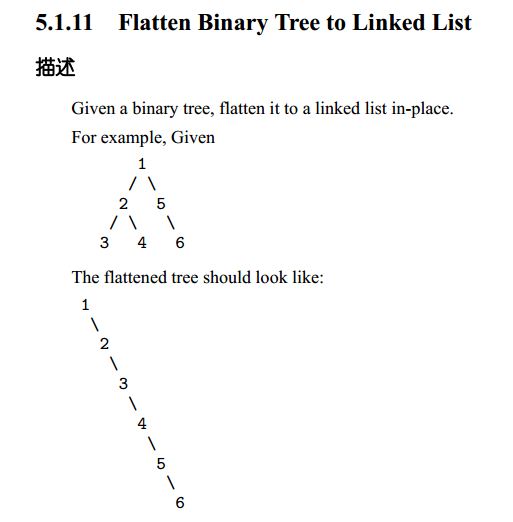 5.1.11 Flatten Binary Tree to Linked List
描述
Given a binary tree, flatten it to a linked list in-place.
For example, Given
1
/ \
2 5
/ \ \
3 4 6
The flattened tree should look like:
1
\
2
\
3
\
4
\
5
\
6